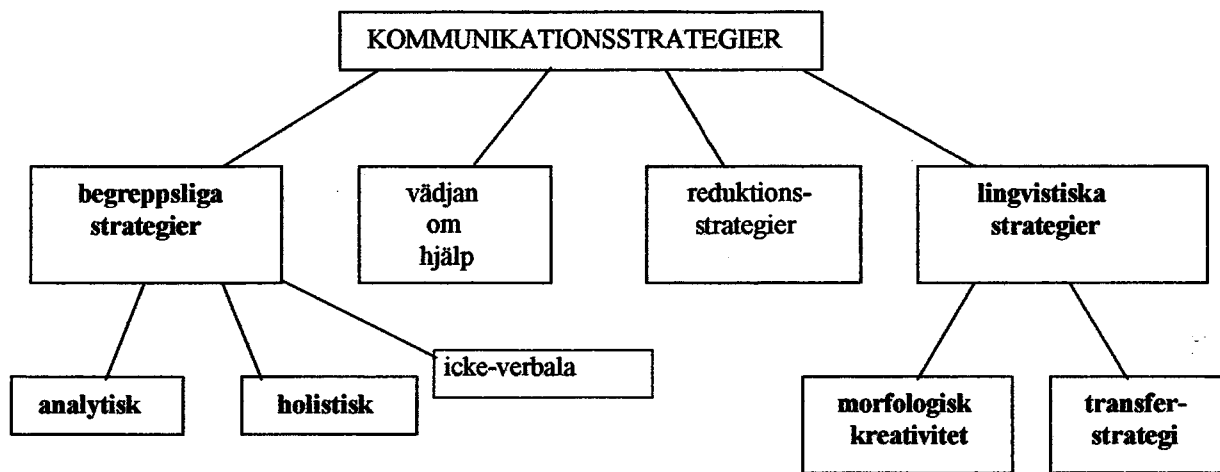 KOMMUNIKATIONSSTRATEGIER
begreppsliga
strategier
vädjan
om
hjälp
reduktions-
strategier
lingvistiska
strategier
analytisk
holistisk
icke-verbala
morfologisk
kreativitet
transfer-
strategi